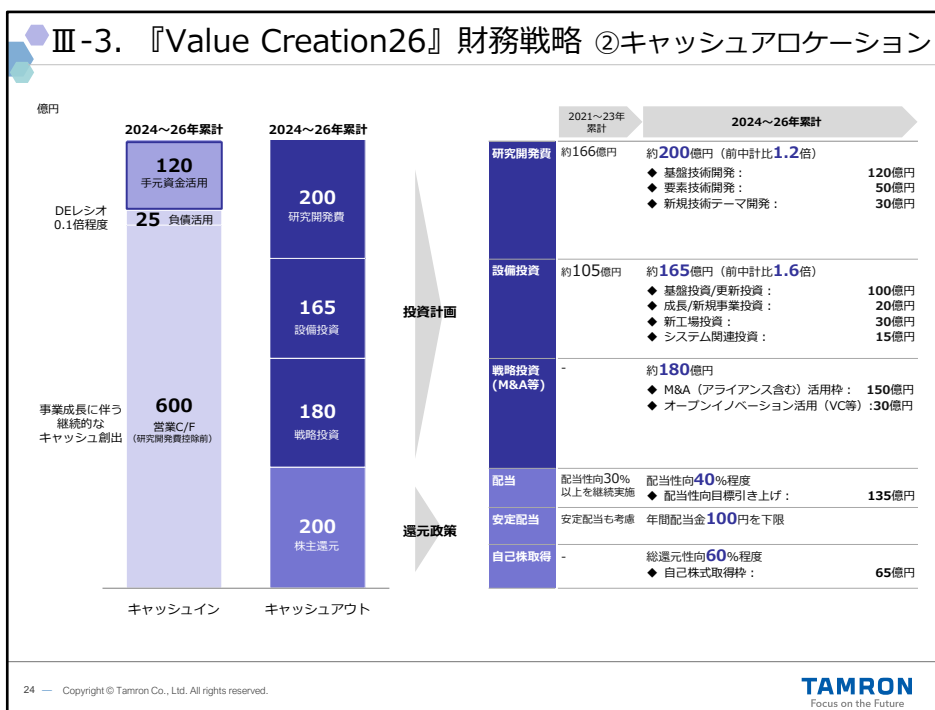 Ⅲ-3. 『Value Creation26』財務戦略 ②キャッシュアロケーション
億円
2024～26年累計
2024～26年累計
120
手元資金活用
DEレシオ
0.1倍程度
25 負債活用
事業成長に伴う
継続的な
キャッシュ創出
600
営業C/F
(研究開発費控除前)
200
研究開発費
165
設備投資
180
戦略投資
200
株主還元
キャッシュイン
キャッシュアウト
投資計画
還元政策
2021～23年
累計
2024～26年累計
研究開発費
約166億円
約200億円（前中計比1.2倍）
◆ 基盤技術開発： 120億円
◆ 要素技術開発： 50億円
◆ 新規技術テーマ開発： 30億円
設備投資
約105億円
約165億円（前中計比1.6倍）
◆ 基盤投資/更新投資： 100億円
◆ 成長/新規事業投資： 20億円
◆ 新工場投資： 30億円
◆ システム関連投資： 15億円
戦略投資
(M&A等)
-
約180億円
◆ M&A（アライアンス含む）活用枠： 150億円
◆ オープンイノベーション活用（VC等）:30億円
配当
配当性向30%
以上を継続実施
配当性向40%程度
◆ 配当性向目標引き上げ： 135億円
安定配当
安定配当も考慮
年間配当金100円を下限
自己株取得
-
総還元性向60%程度
◆ 自己株式取得枠： 65億円
24 — Copyright © Tamron Co., Ltd. All rights reserved.
TAMRON
Focus on the Future